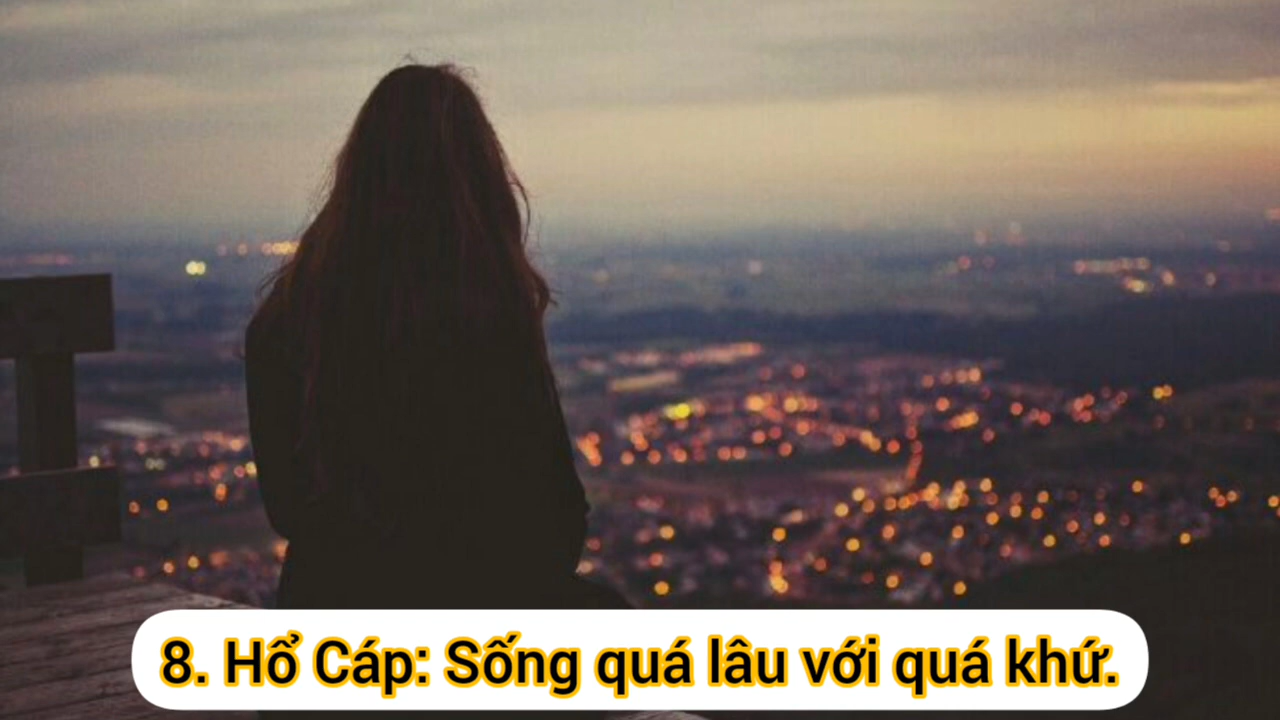 8. Hổ Cáp: Sống quá lâu với quá khứ.